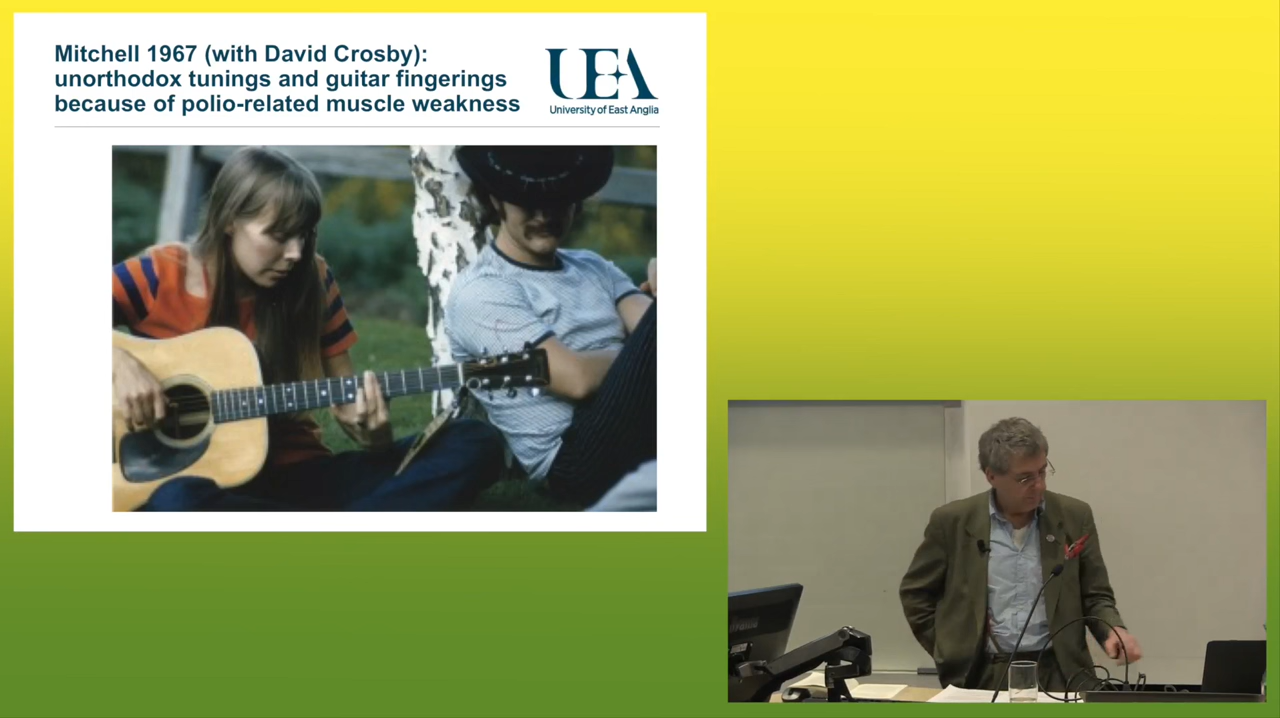 Mitchell 1967 (with David Crosby):
unorthodox tunings and guitar fingerings
because of polio-related muscle weakness
UEA
University of East Anglia